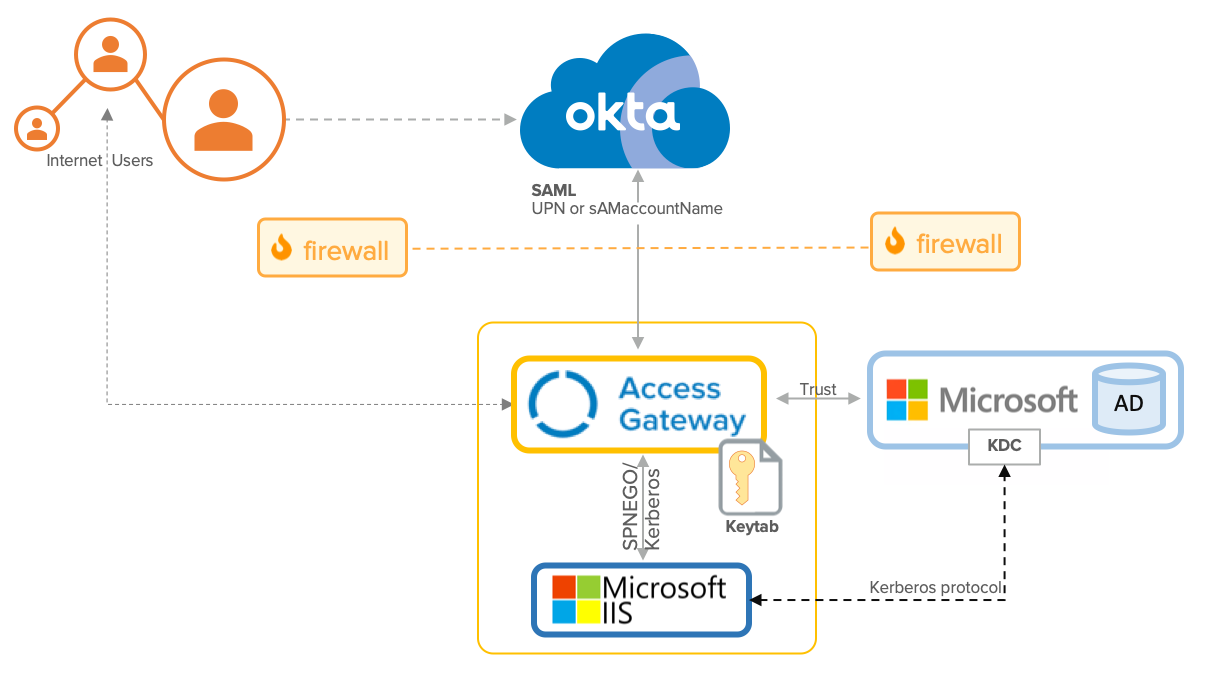 okta
Internet Users
SAML
UPN or sAMaccountName
firewall
firewall
Access
Gateway
Trust
Microsoft
AD
KDC
SPNEGO/
Kerberos
Keytab
Microsoft
IIS
Kerberos protocol